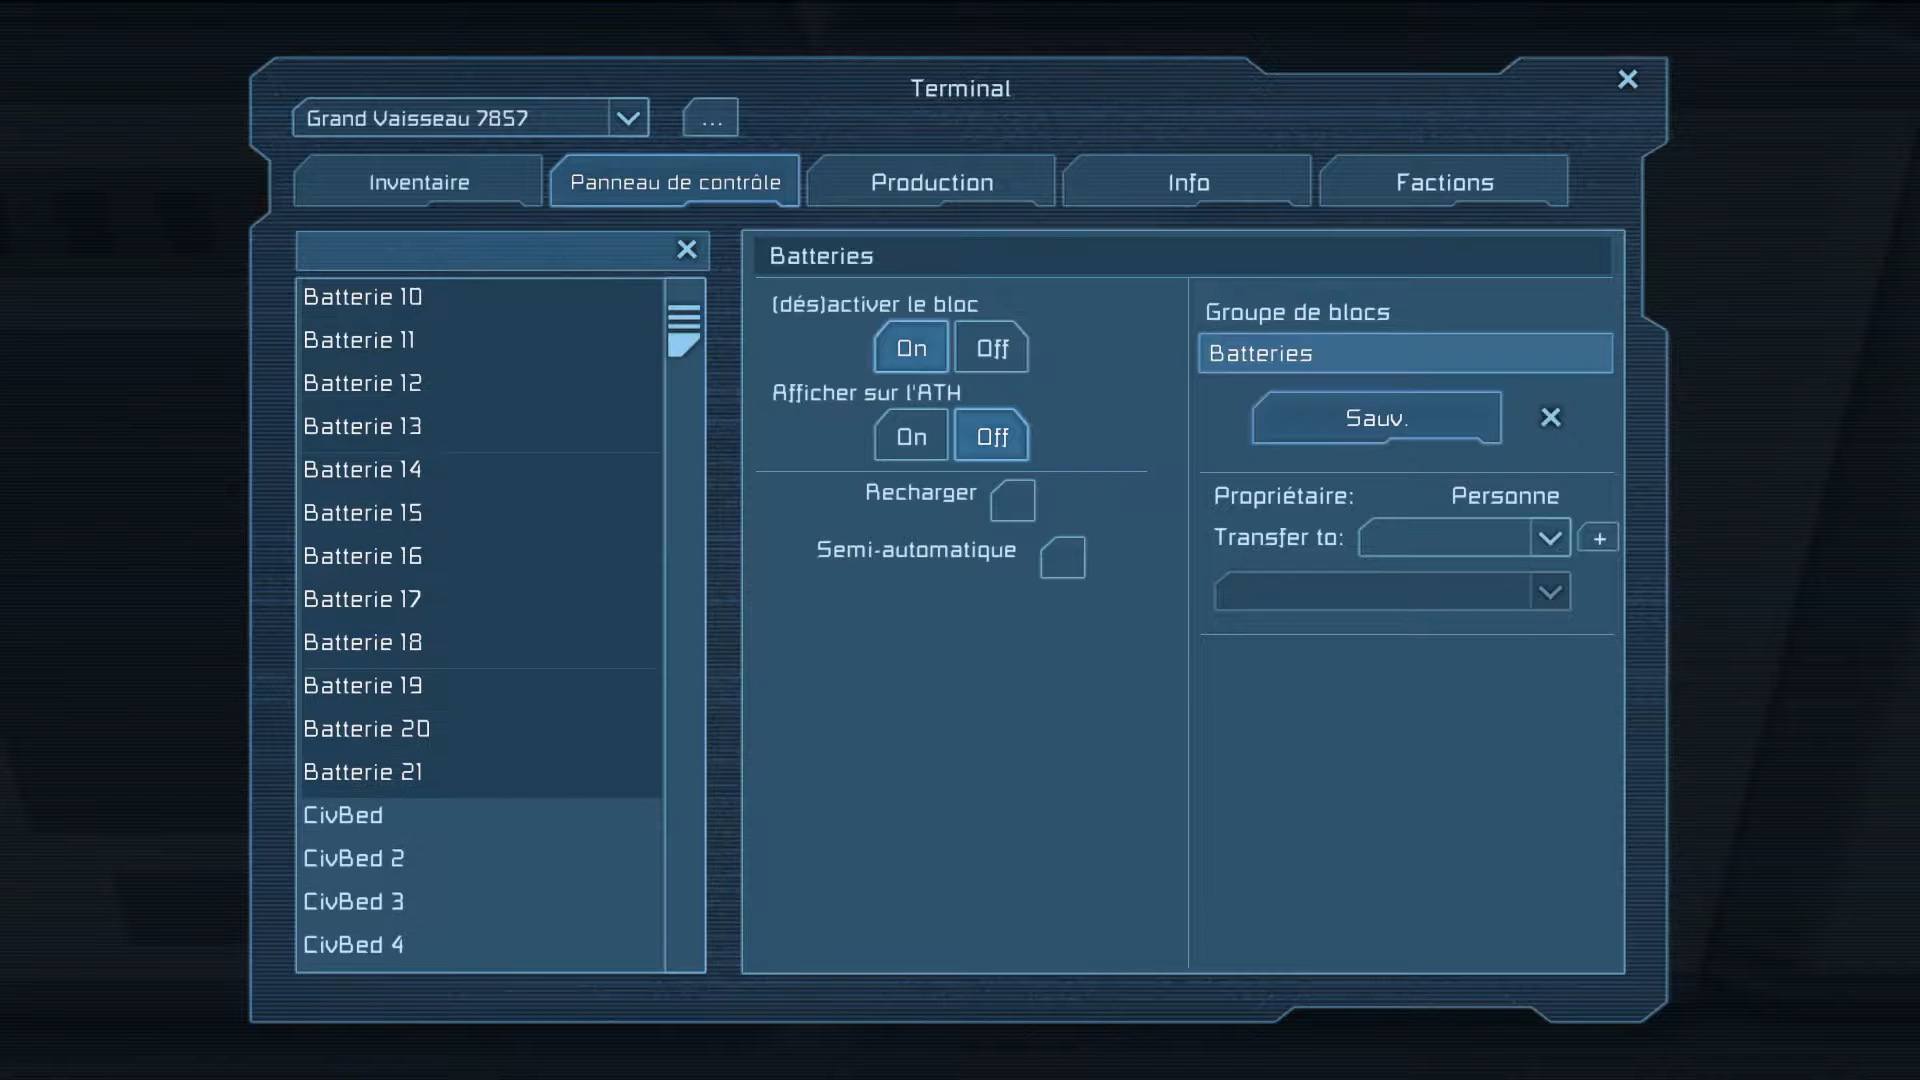 Terminal
Grand Vaisseau 7857
...
Inventaire
Panneau de contrôle
Production
Info
Factions
Batterie 10
Batterie 11
Batterie 12
Batterie 13
Batterie 14
Batterie 15
Batterie 16
Batterie 17
Batterie 18
Batterie 19
Batterie 20
Batterie 21
CivBed
CivBed 2
CivBed 3
CivBed 4
Batteries
(dés)activer le bloc
On Off
Afficher sur l'ATH
On Off
Recharger
Semi-automatique
Groupe de blocs
Batteries
Sauv.
Propriétaire: Personne
Transfer to:
+